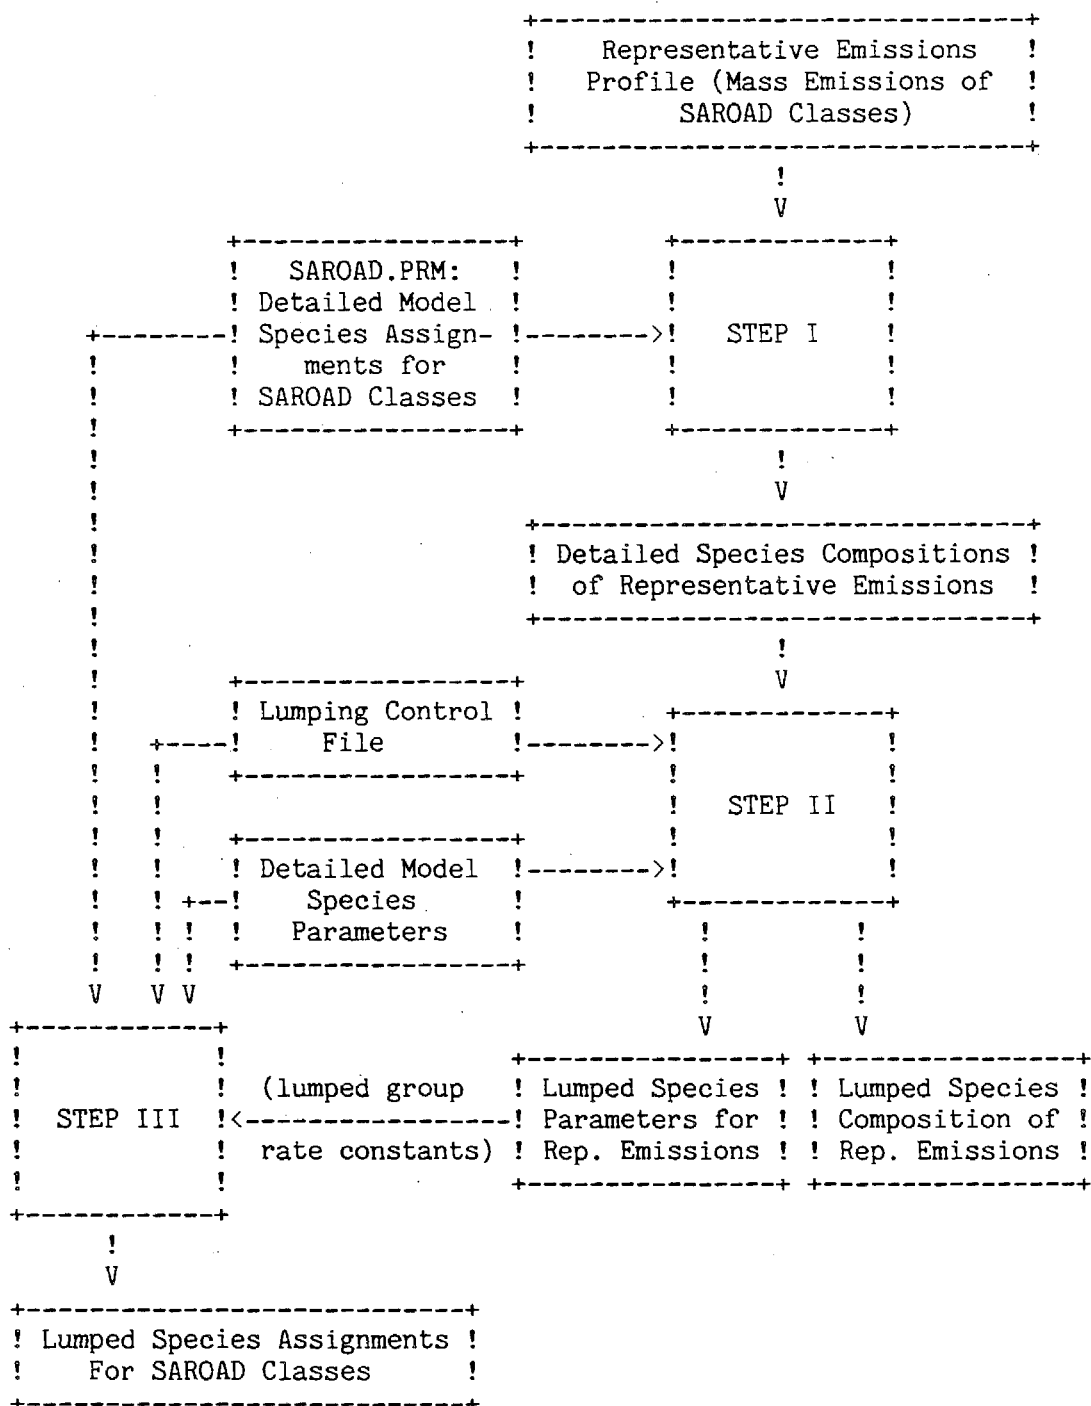 Representative Emissions
Profile (Mass Emissions of
SAROAD Classes)
SAROAD.PRM:
Detailed Model
Species Assign-
ments for
SAROAD Classes
STEP I
Detailed Species Compositions
of Representative Emissions
Lumping Control
File
STEP II
Detailed Model
Species
Parameters
STEP III
(lumped group
rate constants)
Lumped Species
Parameters for
Rep. Emissions
Lumped Species
Composition of
Rep. Emissions
Lumped Species Assignments
For SAROAD Classes